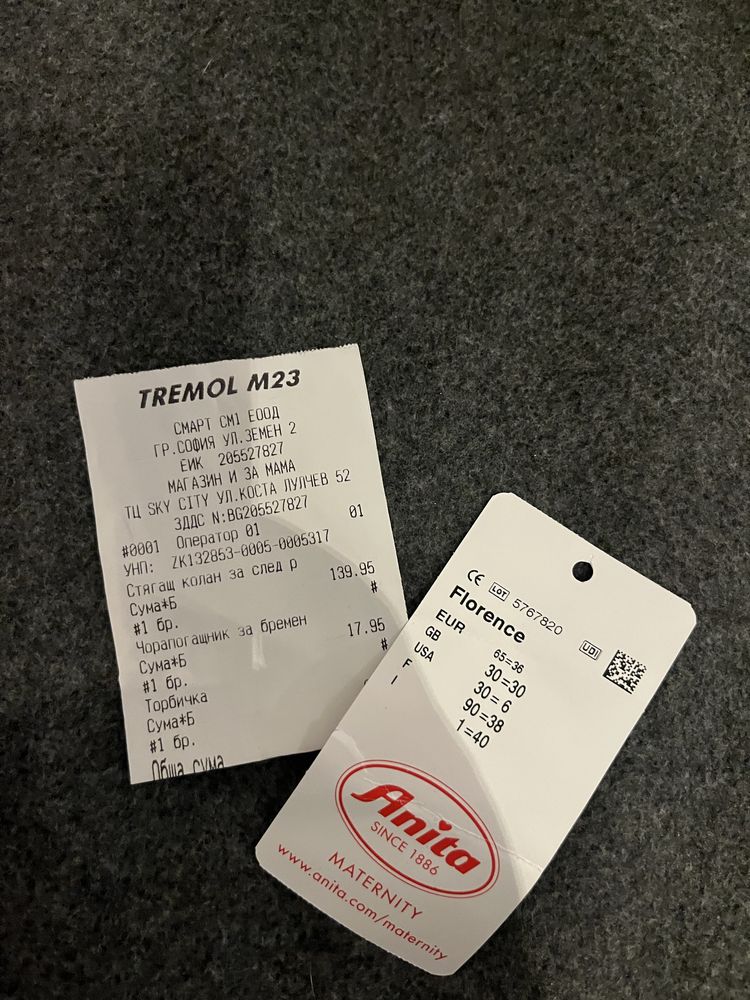 TREMOL M23
СМАРТ СМ1 ЕООД
ГР.СОФИЯ УЛ.ЗЕМЕН 2
ЕИК 205527827
МАГАЗИН И ЗА МАМА
ТЦ SKY CITY УЛ.КОСТА ЛУЛЧЕВ 52
ЗДДС N:BG205527827
#0001 Оператор 01 01
УНП: ZK132853-0005-0005317
Стягащ колан за след р
Сума*Б 139.95
#1 бр. #
Чорапогащник за бремен
Сума*Б 17.95
#1 бр. #
Торбичка
Сума*Б
#1 бр.
Обща сума
CE LOT 5767820
Florence UDI
EUR 65=36
GB 30=30
USA 30= 6
F 90=38
I 1=40
Anita
SINCE 1886
MATERNITY
www.anita.com/maternity